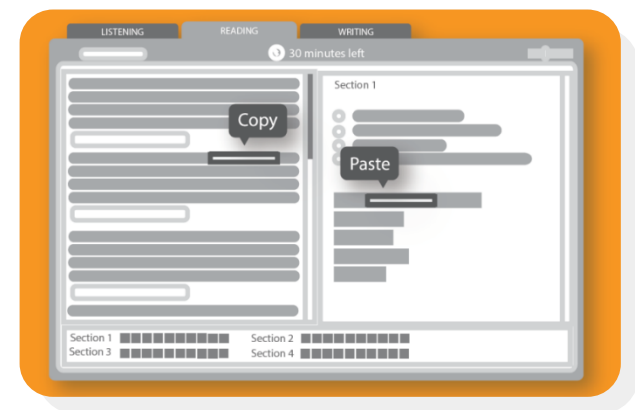 LISTENING READING WRITING
30 minutes left
Section 1
Copy
Paste
Section 1 Section 2
Section 3 Section 4